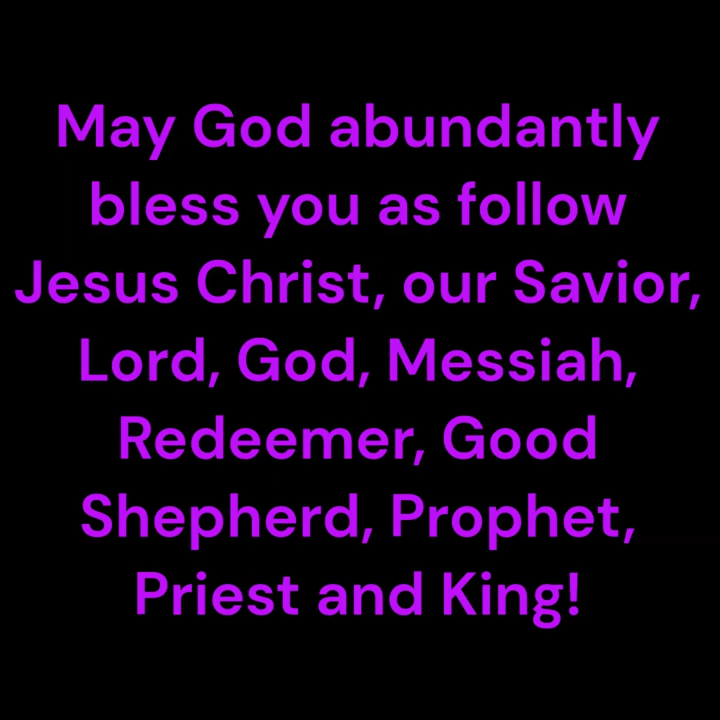 May God abundantly
bless you as follow
Jesus Christ, our Savior,
Lord, God, Messiah,
Redeemer, Good
Shepherd, Prophet,
Priest and King!